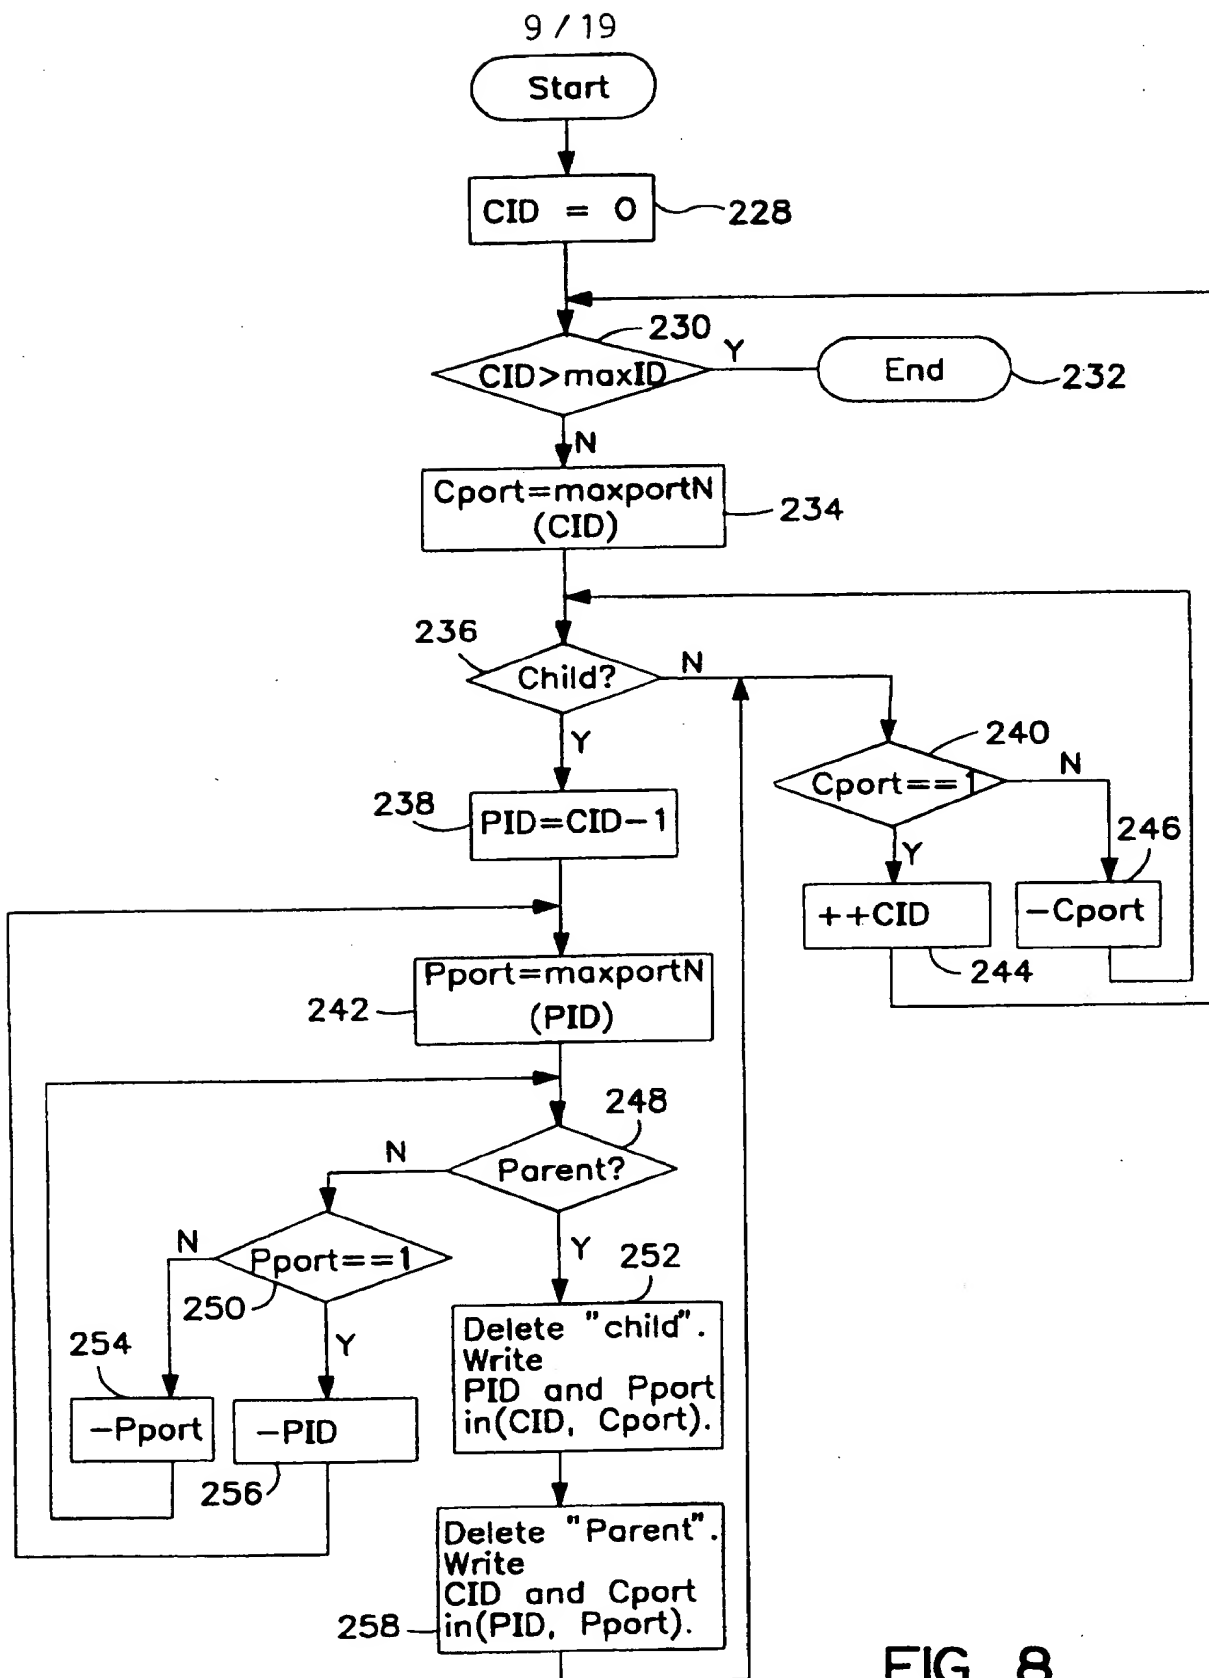 9 / 19
Start
CID = 0
228
230
CID>maxID
Y
End
232
N
Cport=maxportN
(CID)
234
236
Child?
N
Y
240
Cport==1
N
238
PID=CID-1
Y
246
++CID
-Cport
244
Pport=maxportN
(PID)
242
248
N
Parent?
N
Pport==1
250
Y
252
254
Y
Delete "child".
Write
PID and Pport
in(CID, Cport).
-Pport
-PID
256
Delete "Parent".
Write
CID and Cport
in(PID, Pport).
258
FIG. 8